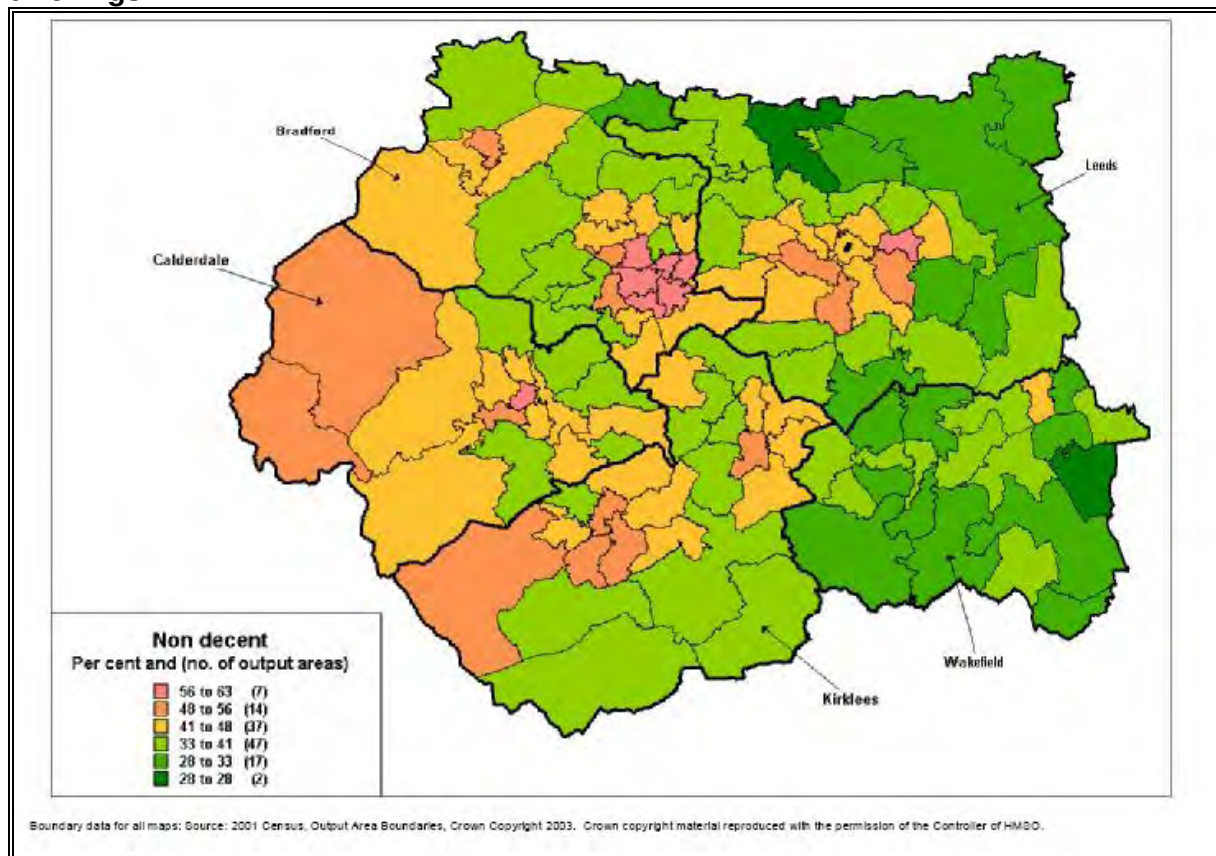 Bradford
Leeds
Calderdale
Non decent
Per cent and (no. of output areas)
56 to 63 (7)
48 to 56 (14)
41 to 48 (37)
33 to 41 (47)
28 to 33 (17)
28 to 28 (2)
Wakefield
Kirklees
Boundary data for all maps: Source: 2001 Census, Output Area Boundaries, Crown Copyright 2003. Crown copyright material reproduced with the permission of the Controller of HMSO.